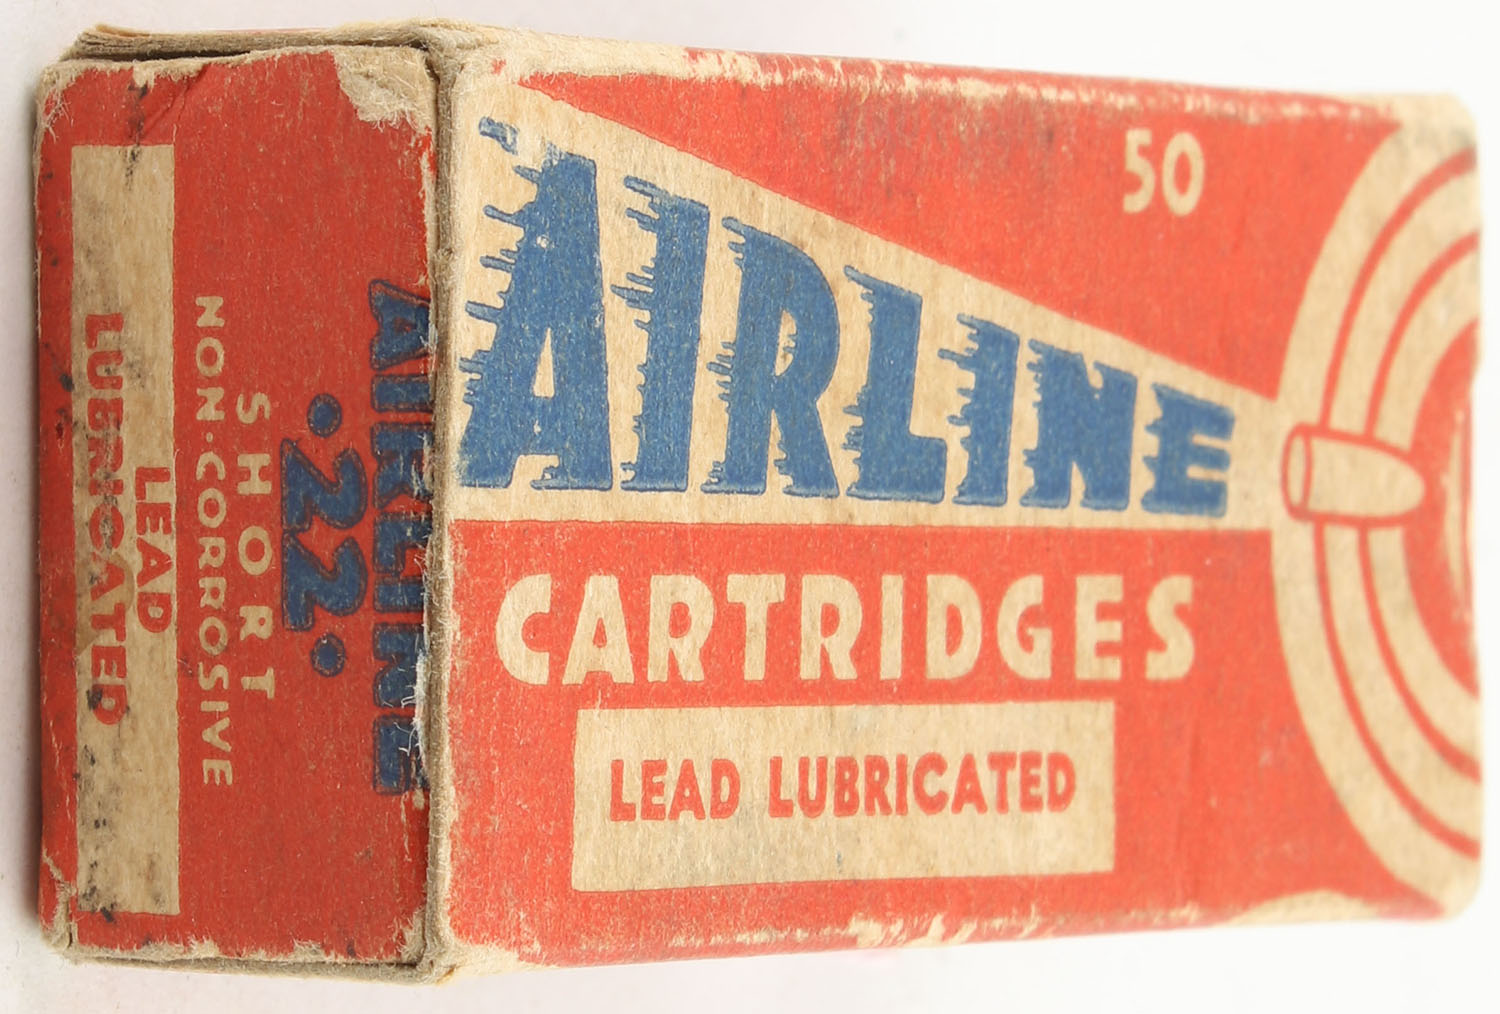 50
AIRLINE
CARTRIDGES
LEAD LUBRICATED
AIRLINE
.22.
SHORT
NON-CORROSIVE
LEAD
LUBRICATED